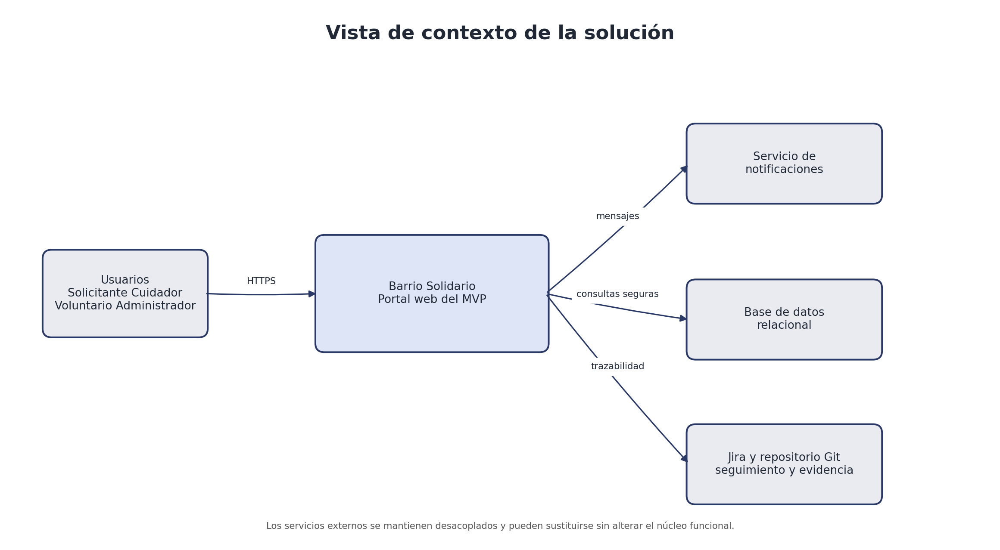 Vista de contexto de la solución
Servicio de
notificaciones
mensajes
Usuarios
Solicitante Cuidador
Voluntario Administrador
HTTPS
Barrio Solidario
Portal web del MVP
consultas seguras
Base de datos
relacional
trazabilidad
Jira y repositorio Git
seguimiento y evidencia
Los servicios externos se mantienen desacoplados y pueden sustituirse sin alterar el núcleo funcional.